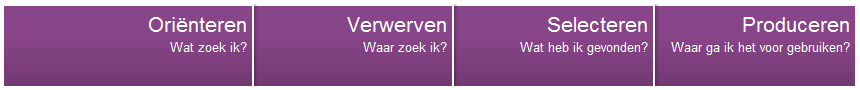 Oriënteren
Wat zoek ik?
Verwerven
Waar zoek ik?
Selecteren
Wat heb ik gevonden?
Produceren
Waar ga ik het voor gebruiken?